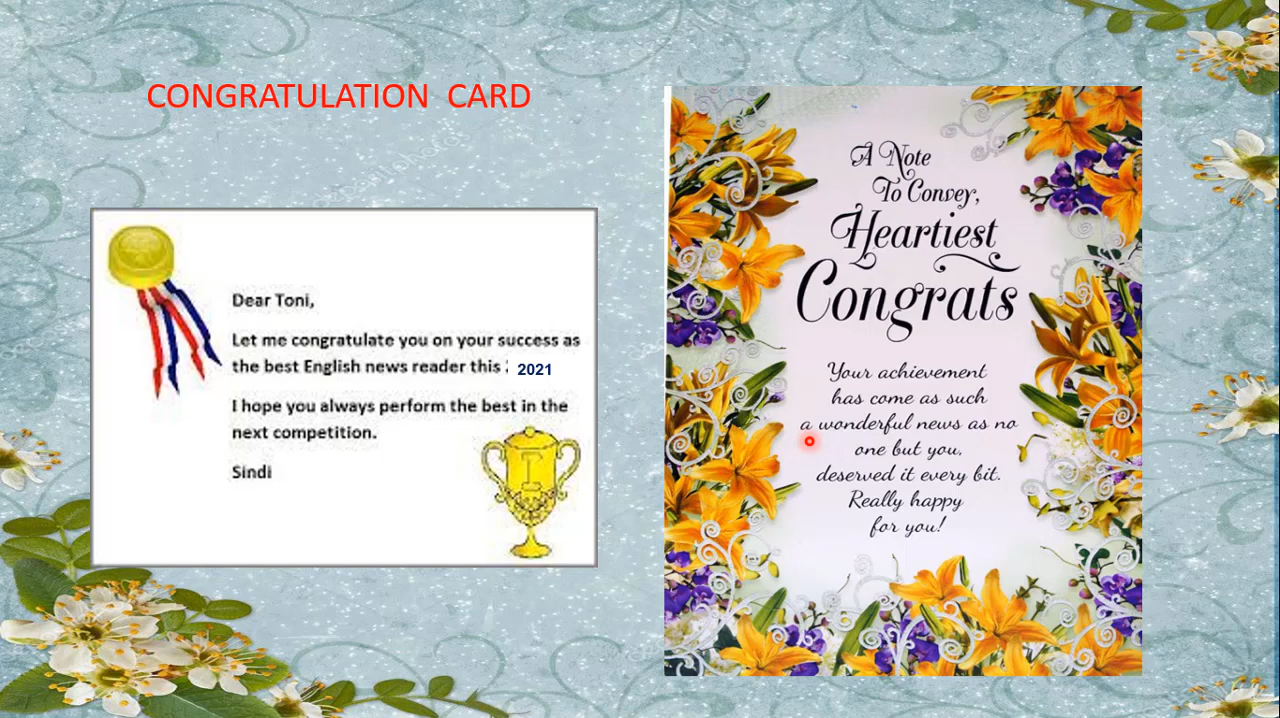 CONGRATULATION CARD
Dear Toni,
Let me congratulate you on your success as
the best English news reader this 2021
I hope you always perform the best in the
next competition.
Sindi
A Note
To Convey,
Heartiest
Congrats
Your achievement
has come as such
a wonderful news as no
one but you,
deserved it every bit.
Really happy
for you!